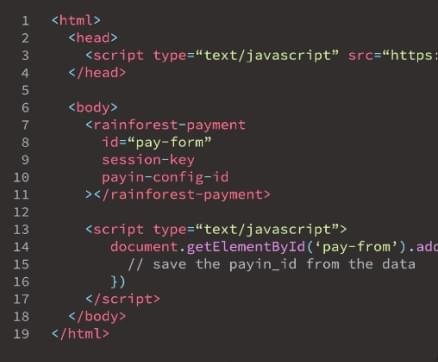 1 <html>
2 <head>
3 <script type=“text/javascript” src=“https:
4 </head>
5
6 <body>
7 <rainforest-payment
8 id=“pay-form”
9 session-key
10 payin-config-id
11 ></rainforest-payment>
12
13 <script type=“text/javascript”>
14 document.getElementById(‘pay-from’).add
15 // save the payin_id from the data
16 })
17 </script>
18 </body>
19 </html>